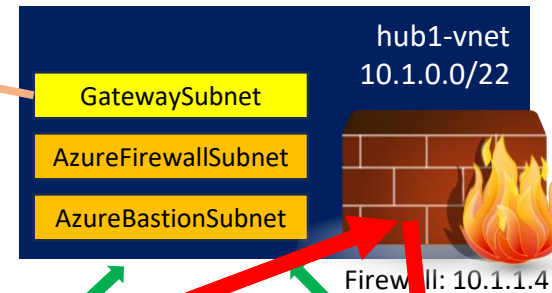 hub1-vnet
10.1.0.0/22
GatewaySubnet
AzureFirewallSubnet
AzureBastionSubnet
Firewall: 10.1.1.4